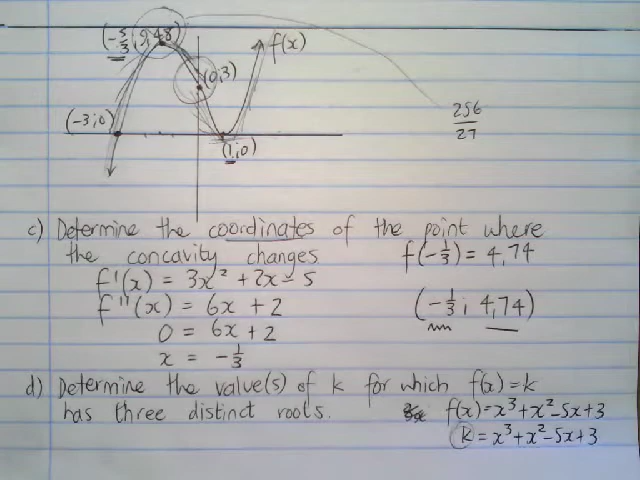 (-5/3 ; 9,48)
f(x)
(0;3)
256/27
(-3;0)
(1;0)
c) Determine the coordinates of the point where
the concavity changes
f(-1/3) = 4,74
f'(x) = 3x² + 2x - 5
f''(x) = 6x + 2
(-1/3 ; 4,74)
0 = 6x + 2
x = -1/3
d) Determine the value(s) of k for which f(x) = k
has three distinct roots.
f(x) = x³ + x² - 5x + 3
k = x³ + x² - 5x + 3